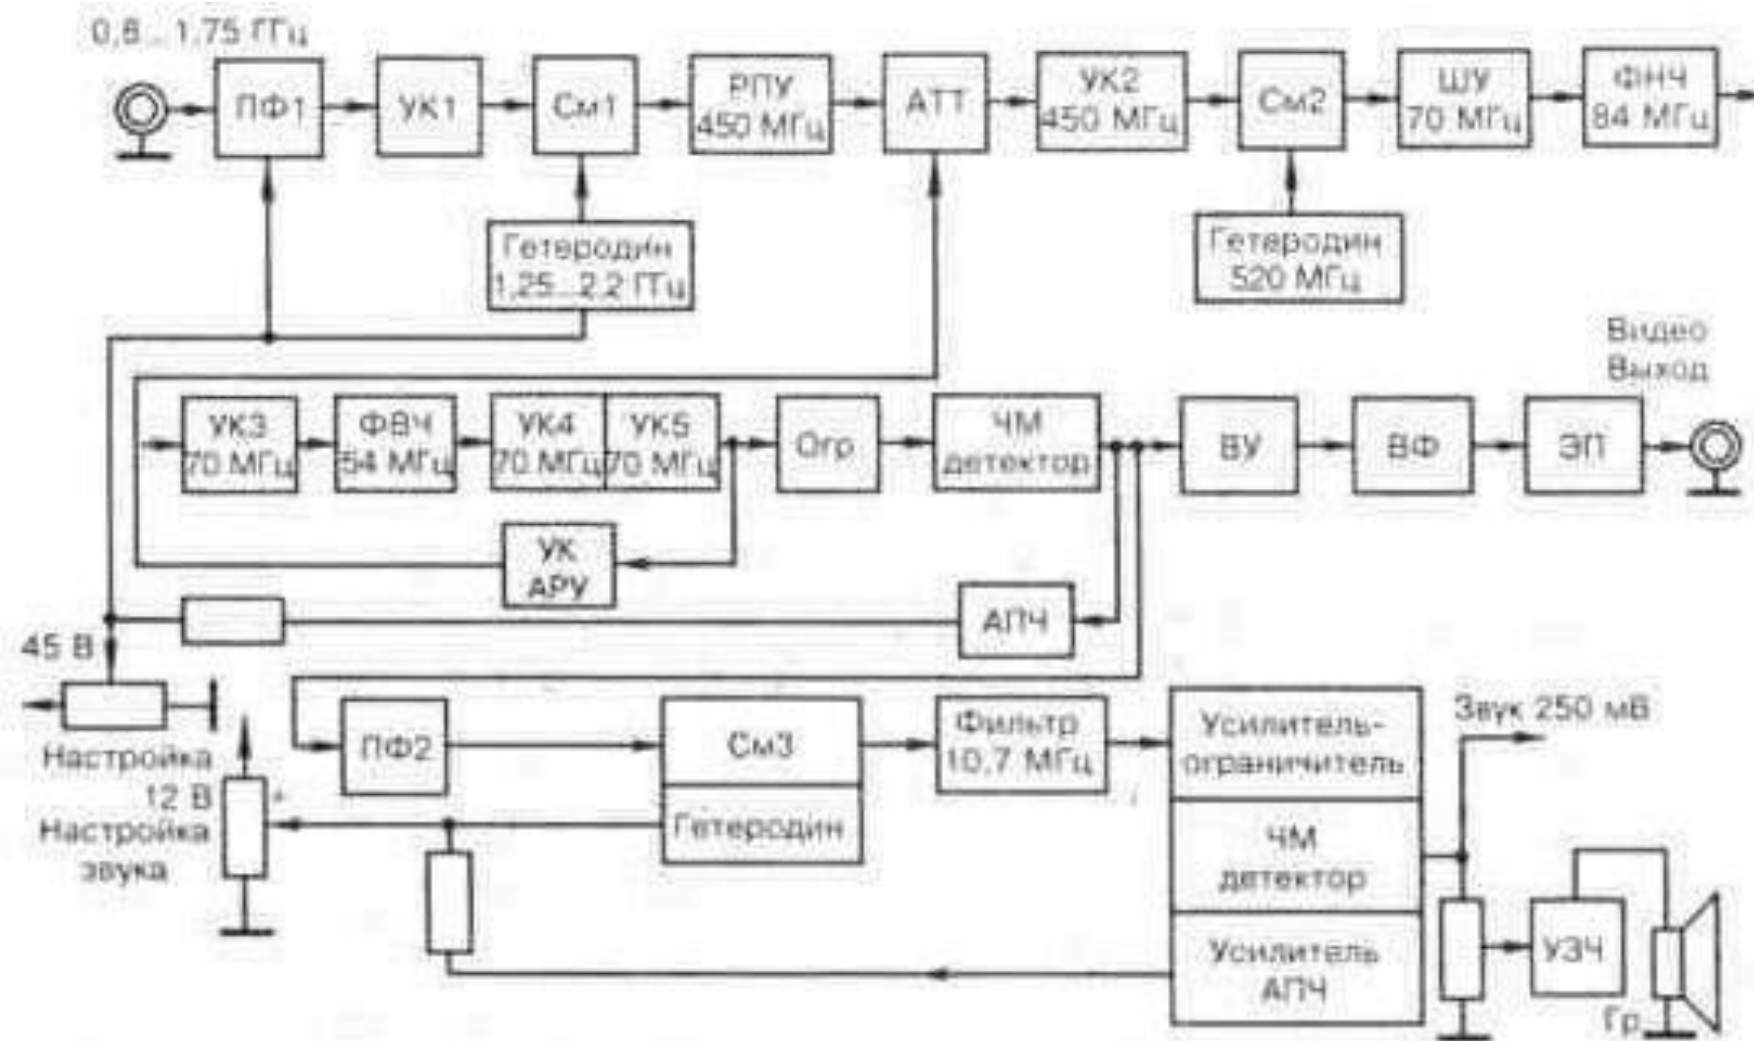 0,8...1,75 ГГц
ПФ1
УК1
См1
РПУ
450 МГц
АТТ
УК2
450 МГц
См2
ШУ
70 МГц
ФНЧ
84 МГц
Гетеродин
1,25...2,2 ГГц
Гетеродин
520 МГц
Видео
Выход
УК3
70 МГц
ФВЧ
54 МГц
УК4
70 МГц
УК5
70 МГц
Огр
ЧМ
детектор
ВУ
ВФ
ЭП
УК
АРУ
АПЧ
45 В
Настройка
12 В
+
Настройка
звука
ПФ2
См3
Гетеродин
Фильтр
10,7 МГц
Усилитель-
ограничитель
ЧМ
детектор
Усилитель
АПЧ
Звук 250 мВ
УЗЧ
Гр